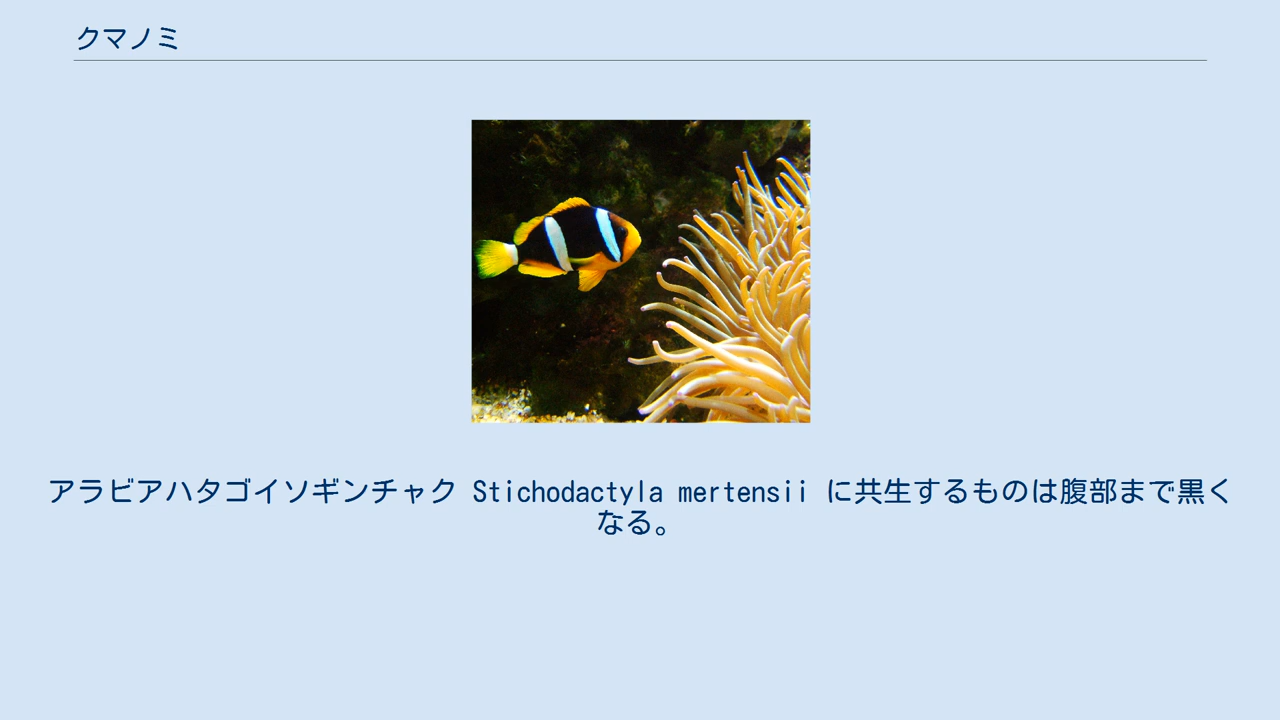 クマノミ
アラビアハタゴイソギンチャク Stichodactyla mertensii に共生するものは腹部まで黒く
なる。